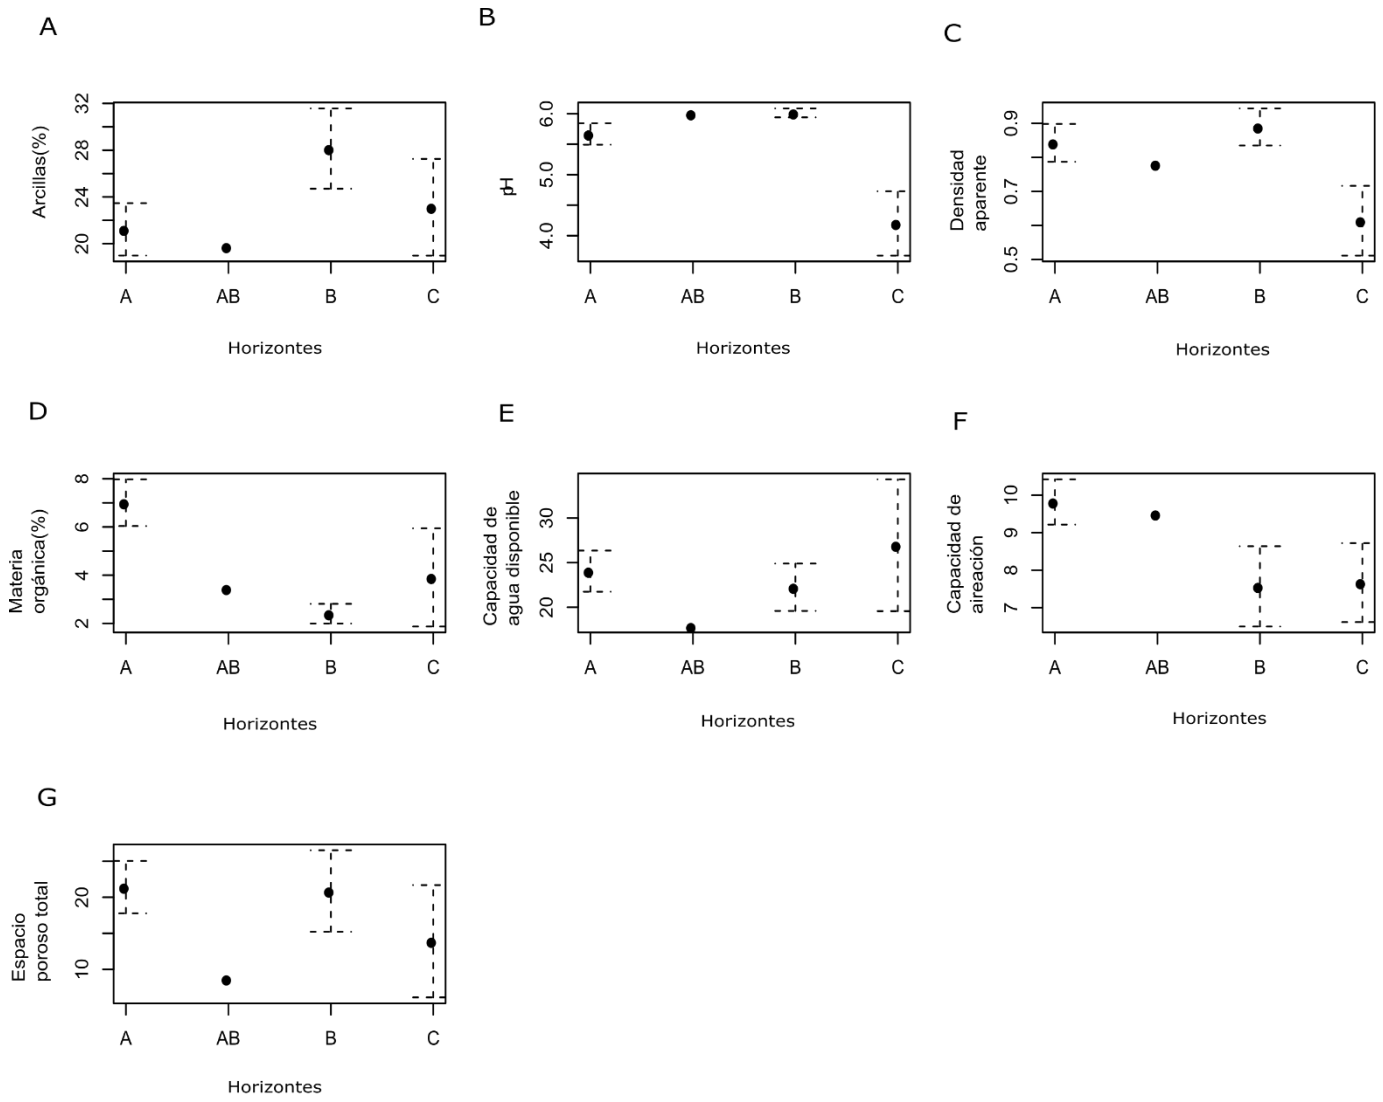 A
Arcillas(%)
20 24 28 32
A AB B C
Horizontes
B
pH
4.0 5.0 6.0
A AB B C
Horizontes
C
Densidad
aparente
0.5 0.7 0.9
A AB B C
Horizontes
D
Materia
orgánica(%)
2 4 6 8
A AB B C
Horizontes
E
Capacidad de
agua disponible
20 25 30
A AB B C
Horizontes
F
Capacidad de
aireación
7 8 9 10
A AB B C
Horizontes
G
Espacio
poroso total
10 20
A AB B C
Horizontes